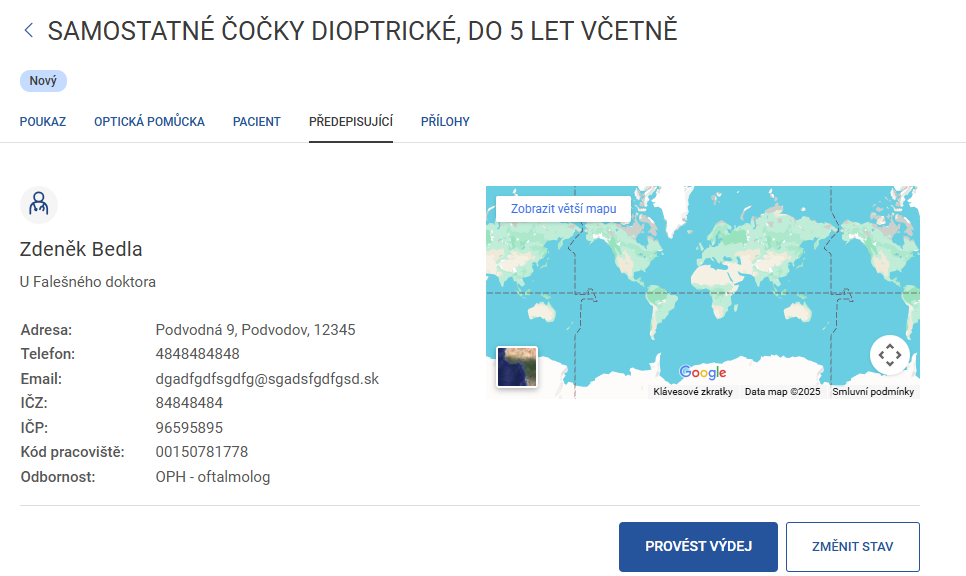 SAMOSTATNÉ ČOČKY DIOPTRICKÉ, DO 5 LET VČETNĚ
Nový
POUKAZ OPTICKÁ POMŮCKA PACIENT PŘEDEPISUJÍCÍ PŘÍLOHY
Zobrazit větší mapu
Zdeněk Bedla
U Falešného doktora
Adresa: Podvodná 9, Podvodov, 12345
Telefon: 4848484848
Email: dgadfgdfsgdfg@sgadsfgdfgsd.sk
IČZ: 84848484
IČP: 96595895
Kód pracoviště: 00150781778
Odbornost: OPH - oftalmolog
Google
Klávesové zkratky Data map ©2025 Smluvní podmínky
PROVÉST VÝDEJ ZMĚNIT STAV